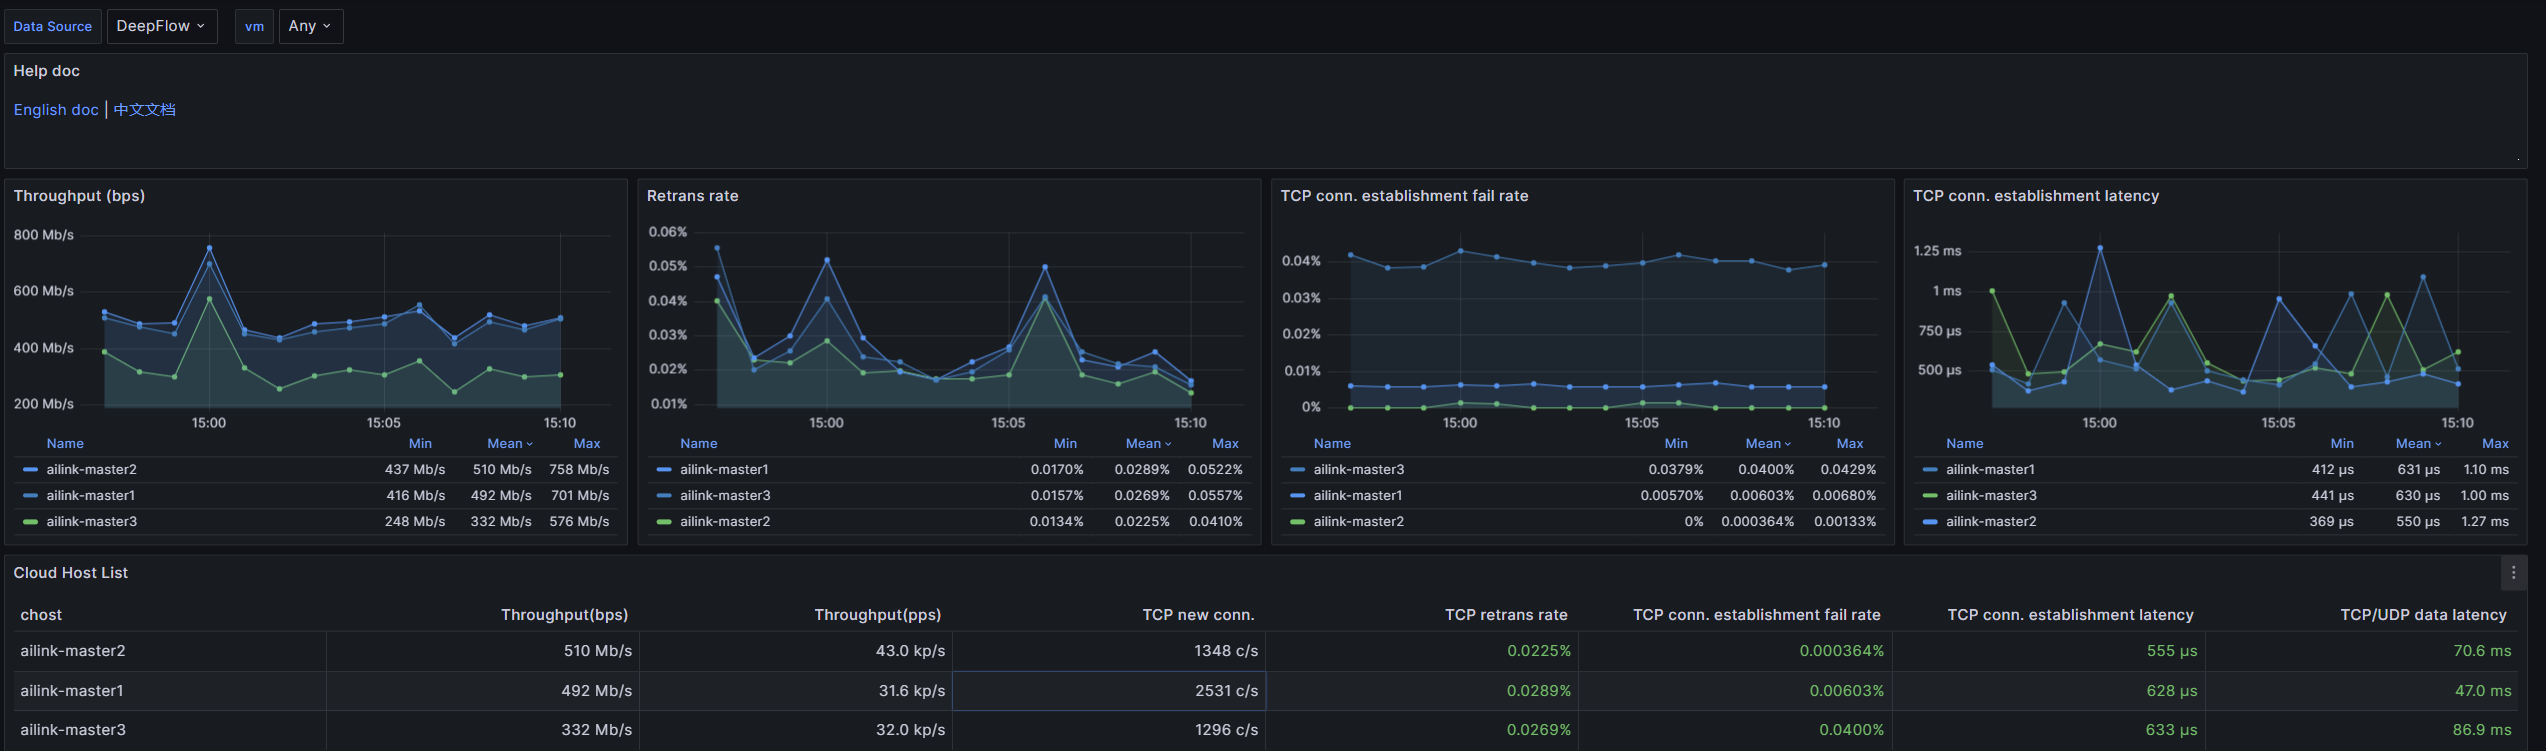 Data Source DeepFlow vm Any
Help doc
English doc | 中文文档
Throughput (bps)
800 Mb/s
600 Mb/s
400 Mb/s
200 Mb/s
15:00 15:05 15:10
Name Min Mean Max
ailink-master2 437 Mb/s 510 Mb/s 758 Mb/s
ailink-master1 416 Mb/s 492 Mb/s 701 Mb/s
ailink-master3 248 Mb/s 332 Mb/s 576 Mb/s
Retrans rate
0.06%
0.05%
0.04%
0.03%
0.02%
0.01%
15:00 15:05 15:10
Name Min Mean Max
ailink-master1 0.0170% 0.0289% 0.0522%
ailink-master3 0.0157% 0.0269% 0.0557%
ailink-master2 0.0134% 0.0225% 0.0410%
TCP conn. establishment fail rate
0.04%
0.03%
0.02%
0.01%
0%
15:00 15:05 15:10
Name Min Mean Max
ailink-master3 0.0379% 0.0400% 0.0429%
ailink-master1 0.00570% 0.00603% 0.00680%
ailink-master2 0% 0.000364% 0.00133%
TCP conn. establishment latency
1.25 ms
1 ms
750 µs
500 µs
15:00 15:05 15:10
Name Min Mean Max
ailink-master1 412 µs 631 µs 1.10 ms
ailink-master3 441 µs 630 µs 1.00 ms
ailink-master2 369 µs 550 µs 1.27 ms
Cloud Host List
chost Throughput(bps) Throughput(pps) TCP new conn. TCP retrans rate TCP conn. establishment fail rate TCP conn. establishment latency TCP/UDP data latency
ailink-master2 510 Mb/s 43.0 kp/s 1348 c/s 0.0225% 0.000364% 555 µs 70.6 ms
ailink-master1 492 Mb/s 31.6 kp/s 2531 c/s 0.0289% 0.00603% 628 µs 47.0 ms
ailink-master3 332 Mb/s 32.0 kp/s 1296 c/s 0.0269% 0.0400% 633 µs 86.9 ms